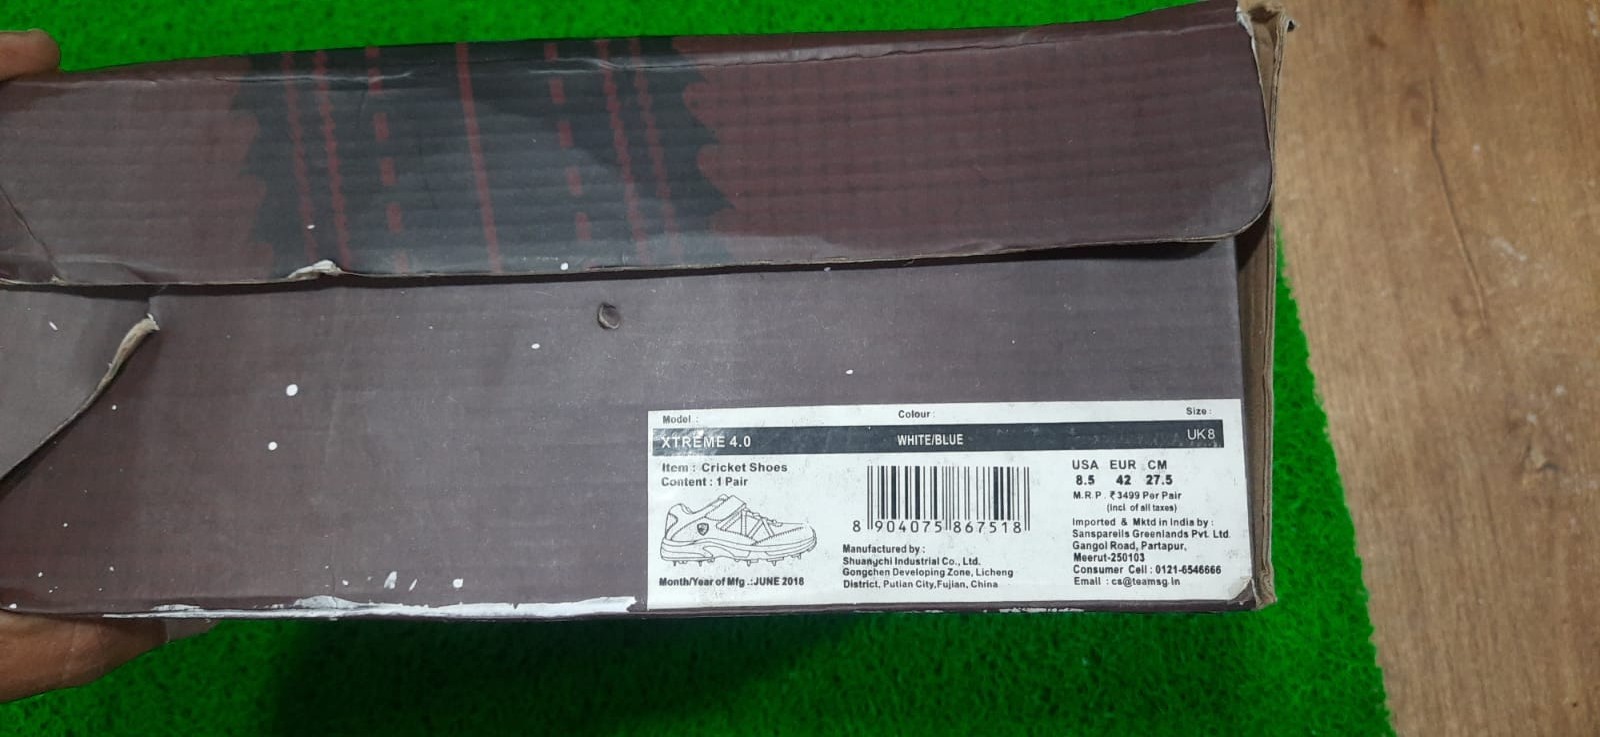 Model : Colour : Size :
XTREME 4.0 WHITE/BLUE UK8
Item : Cricket Shoes
Content : 1 Pair
Month/Year of Mfg .:JUNE 2018
8 904075 867518
Manufactured by :
Shuangchi Industrial Co., Ltd.
Gongchen Developing Zone, Licheng
District, Putian City,Fujian, China
USA EUR CM
8.5 42 27.5
M.R.P. ₹3499 Per Pair
(incl of all taxes)
Imported & Mktd in India by :
Sanspareils Greenlands Pvt. Ltd.
Gangol Road, Partapur,
Meerut-250103
Consumer Cell : 0121-6546666
Email : cs@teamsg.in